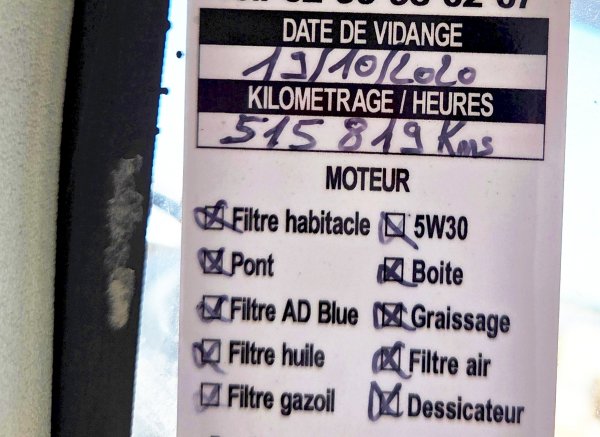 DATE DE VIDANGE
19/10/2020
KILOMETRAGE / HEURES
515 819 Kms
MOTEUR
Filtre habitacle 5W30
Pont Boite
Filtre AD Blue Graissage
Filtre huile Filtre air
Filtre gazoil Dessicateur